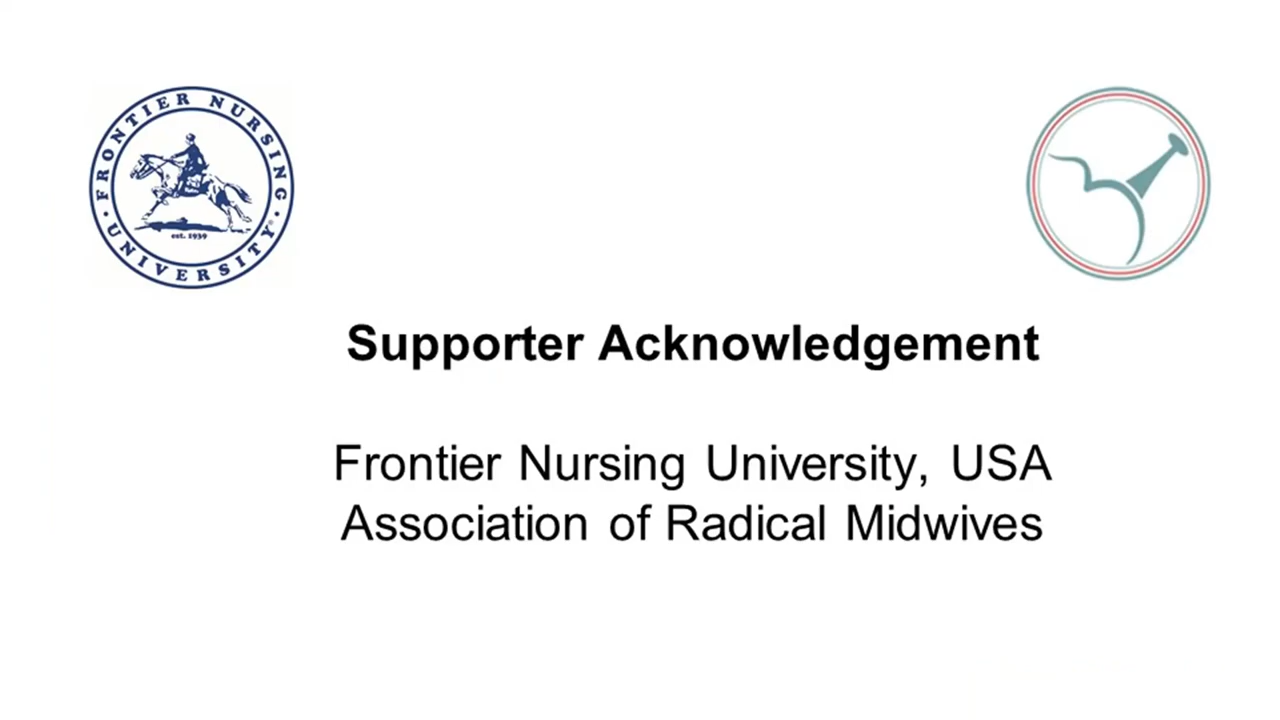 FRONTIER NURSING UNIVERSITY®
est. 1939
Supporter Acknowledgement
Frontier Nursing University, USA
Association of Radical Midwives